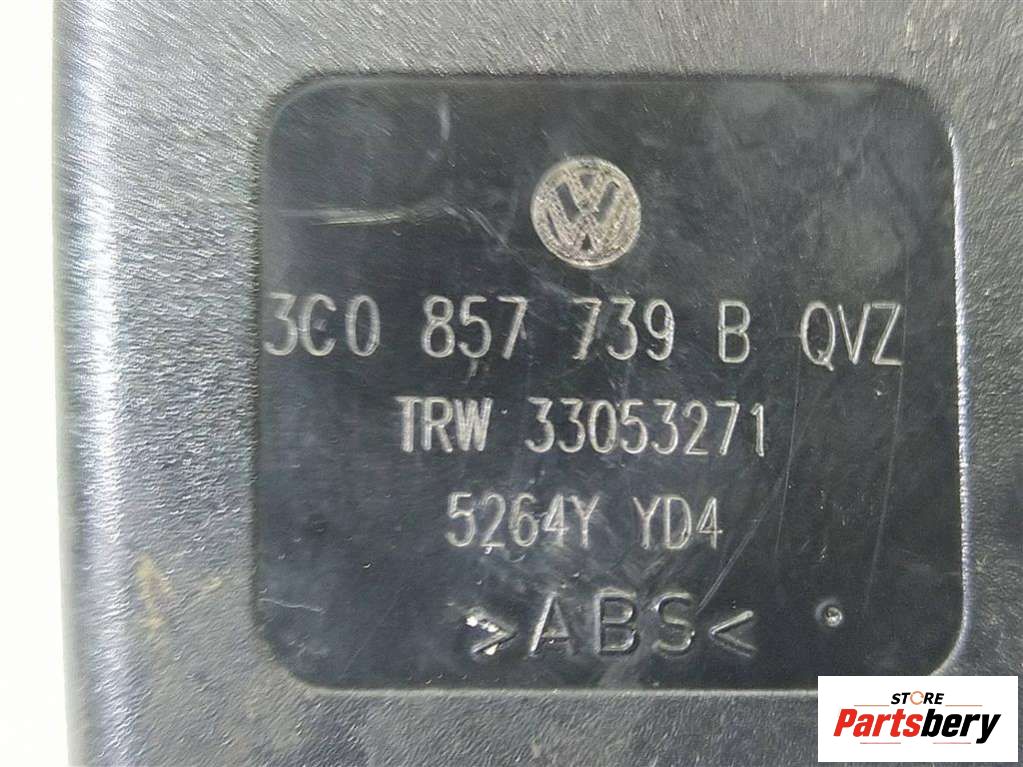 3C0 857 739 B QVZ
TRW 33053271
5264Y YD4
>ABS<
STORE
Partsbery